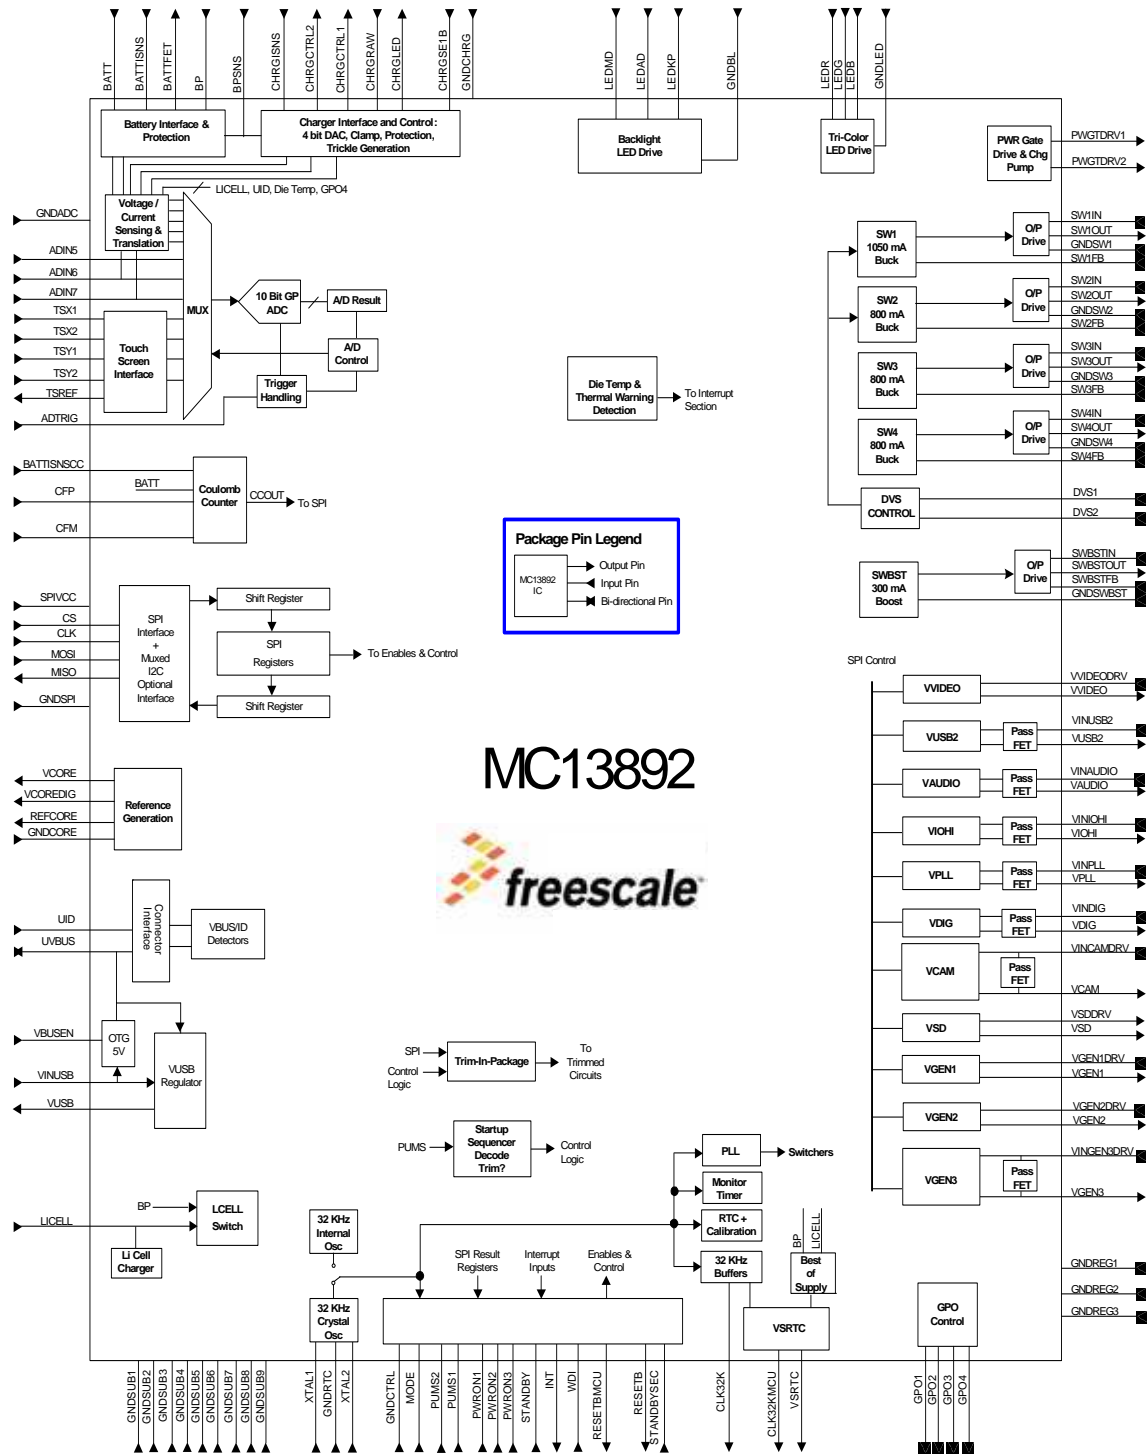 BATT
BATTISNS
BATTFET
BP
BPSNS
CHRGISNS
CHRGCTRL2
CHRGCTRL1
CHRGRAW
CHRGLED
CHRGSE1B
GNDCHRG
LEDMD
LEDAD
LEDKP
GNDBL
LEDR
LEDG
LEDB
GNDLED
Battery Interface &
Protection
Charger Interface and Control :
4 bit DAC, Clamp, Protection,
Trickle Generation
Backlight
LED Drive
Tri-Color
LED Drive
PWR Gate
Drive & Chg
Pump
PWGTDRV1
PWGTDRV2
LICELL, UID, Die Temp, GPO4
Voltage /
Current
Sensing &
Translation
GNDADC
ADIN5
ADIN6
ADIN7
TSX1
TSX2
TSY1
TSY2
TSREF
ADTRIG
MUX
10 Bit GP
ADC
A/D Result
A/D
Control
Trigger
Handling
Touch
Screen
Interface
Die Temp &
Thermal Warning
Detection
To Interrupt
Section
SW1
1050 mA
Buck
O/P
Drive
SW1IN
SW1OUT
GNDSW1
SW1FB
SW2
800 mA
Buck
O/P
Drive
SW2IN
SW2OUT
GNDSW2
SW2FB
SW3
800 mA
Buck
O/P
Drive
SW3IN
SW3OUT
GNDSW3
SW3FB
SW4
800 mA
Buck
O/P
Drive
SW4IN
SW4OUT
GNDSW4
SW4FB
DVS
CONTROL
DVS1
DVS2
BATTISNSCC
BATT
CFP
CFM
Coulomb
Counter
CCOUT
To SPI
Package Pin Legend
MC13892
IC
Output Pin
Input Pin
Bi-directional Pin
SWBST
300 mA
Boost
O/P
Drive
SWBSTIN
SWBSTOUT
SWBSTFB
GNDSWBST
SPIVCC
CS
CLK
MOSI
MISO
GNDSPI
SPI
Interface
+
Muxed
I2C
Optional
Interface
Shift Register
SPI
Registers
Shift Register
To Enables & Control
SPI Control
VVIDEO
VVIDEODRV
VVIDEO
VUSB2
Pass
FET
VINUSB2
VUSB2
VAUDIO
Pass
FET
VINAUDIO
VAUDIO
VIOHI
Pass
FET
VINIOHI
VIOHI
VPLL
Pass
FET
VINPLL
VPLL
VDIG
Pass
FET
VINDIG
VDIG
VCAM
Pass
FET
VINCAMDRV
VCAM
VSD
VSDDRV
VSD
VGEN1
VGEN1DRV
VGEN1
VGEN2
VGEN2DRV
VGEN2
VGEN3
Pass
FET
VINGEN3DRV
VGEN3
MC13892
freescale
VCORE
VCOREDIG
REFCORE
GNDCORE
Reference
Generation
UID
UVBUS
Connector
Interface
VBUS/ID
Detectors
VBUSEN
VINUSB
VUSB
OTG
5V
VUSB
Regulator
SPI
Control
Logic
Trim-In-Package
To
Trimmed
Circuits
PUMS
Startup
Sequencer
Decode
Trim?
Control
Logic
PLL
Switchers
Monitor
Timer
RTC +
Calibration
32 KHz
Buffers
BP
LICELL
Best
of
Supply
VSRTC
BP
LCELL
Switch
LICELL
Li Cell
Charger
32 KHz
Internal
Osc
32 KHz
Crystal
Osc
SPI Result
Registers
Interrupt
Inputs
Enables &
Control
GPO
Control
GNDREG1
GNDREG2
GNDREG3
GNDSUB1
GNDSUB2
GNDSUB3
GNDSUB4
GNDSUB5
GNDSUB6
GNDSUB7
GNDSUB8
GNDSUB9
XTAL1
GNDRTC
XTAL2
GNDCTRL
MODE
PUMS2
PUMS1
PWRON1
PWRON2
PWRON3
STANDBY
INT
WDI
RESETBMCU
RESETB
STANDBYSEC
CLK32K
CLK32KMCU
VSRTC
GPO1
GPO2
GPO3
GPO4